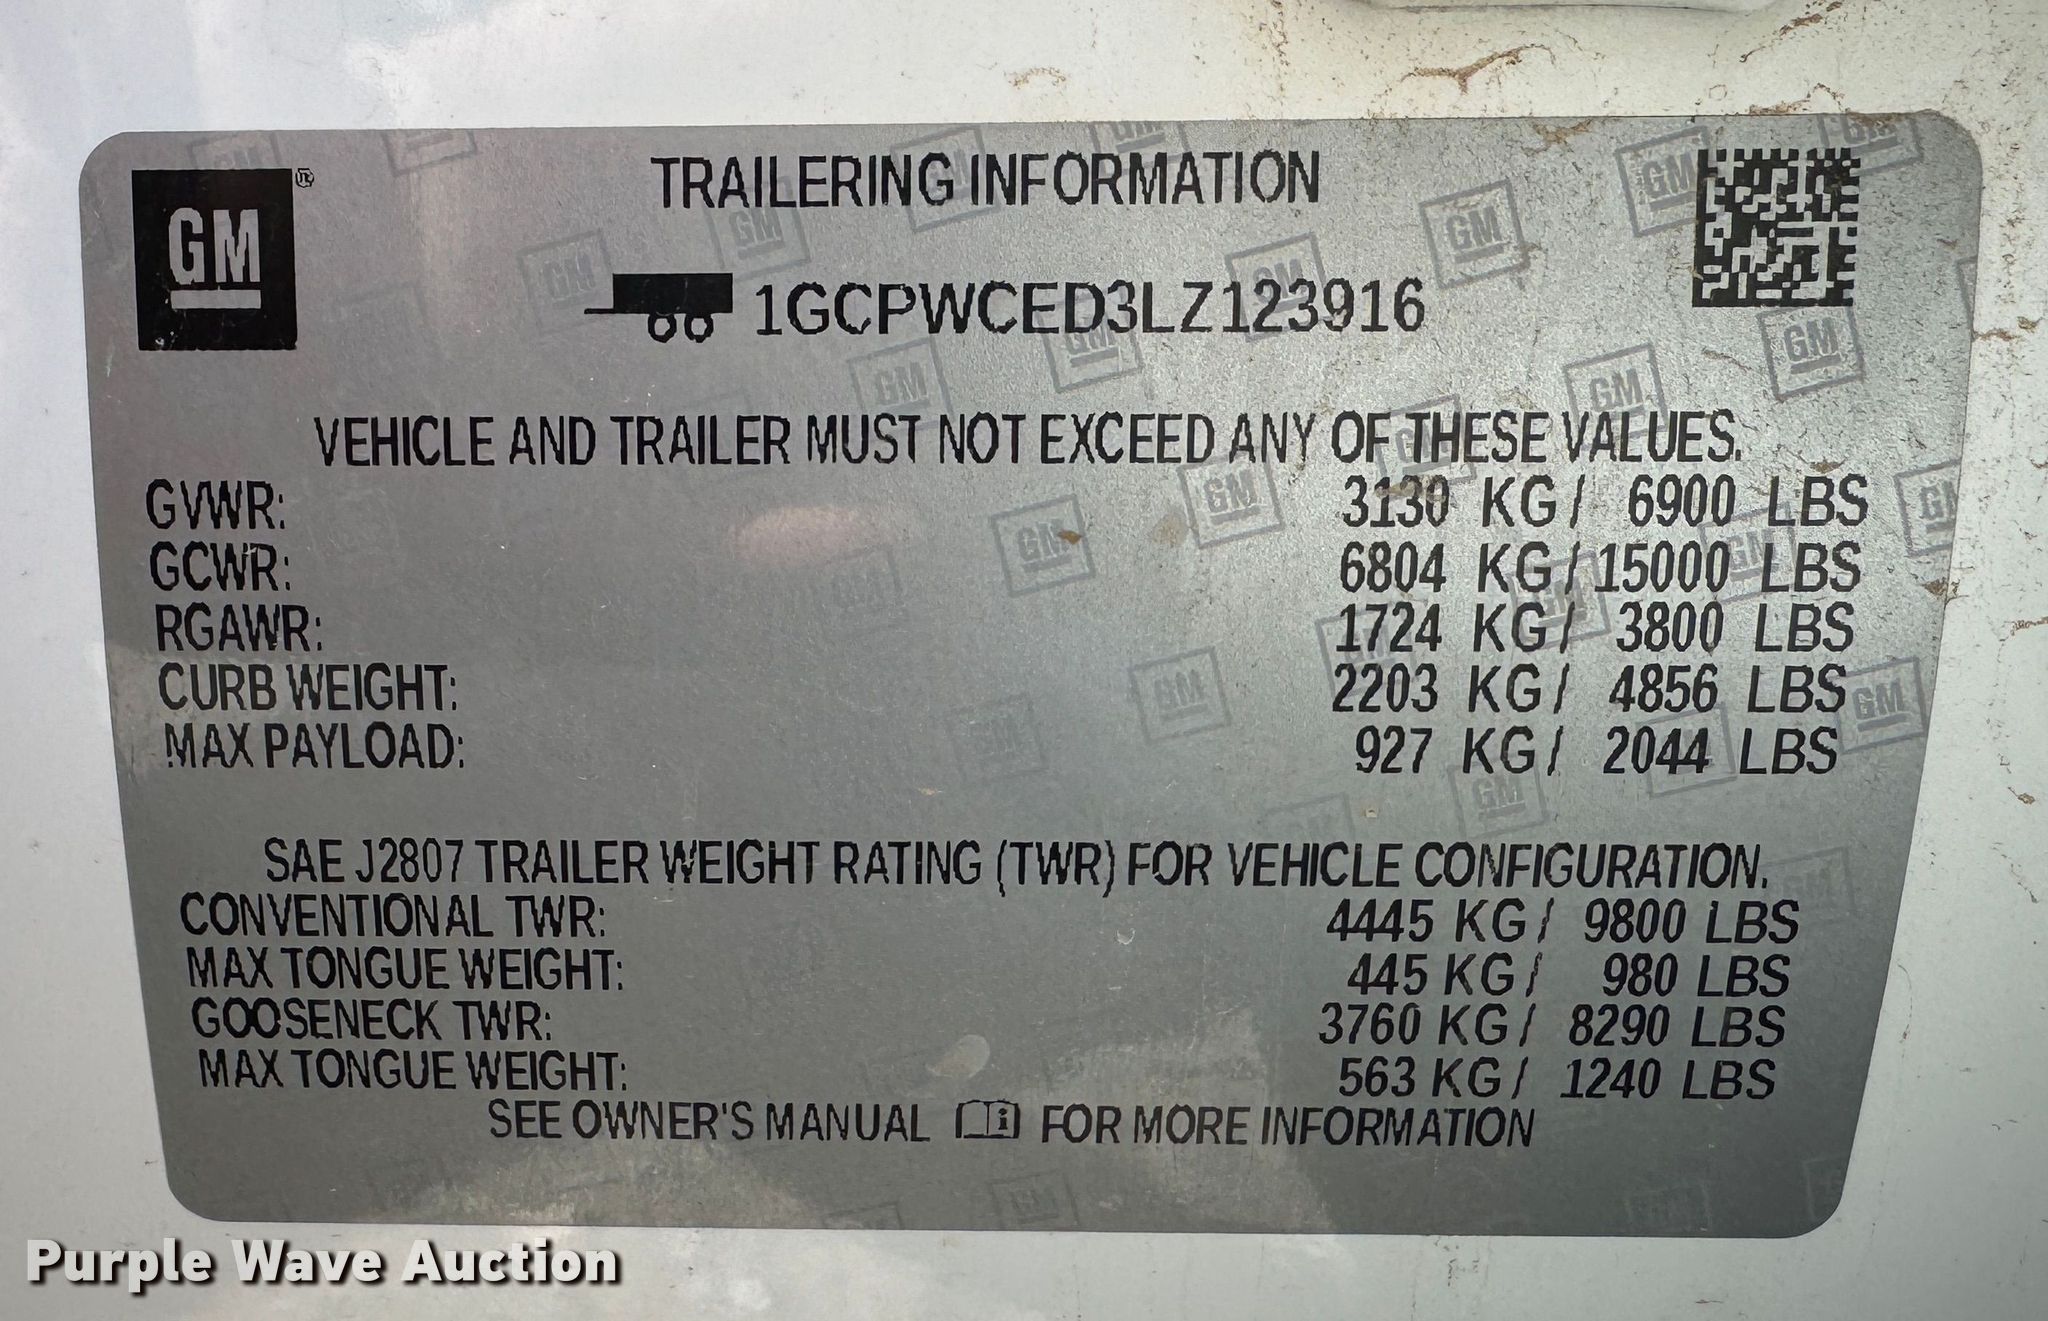 GM ®
TRAILERING INFORMATION
1GCPWCED3LZ123916
VEHICLE AND TRAILER MUST NOT EXCEED ANY OF THESE VALUES.
GVWR: 3130 KG / 6900 LBS
GCWR: 6804 KG / 15000 LBS
RGAWR: 1724 KG / 3800 LBS
CURB WEIGHT: 2203 KG / 4856 LBS
MAX PAYLOAD: 927 KG / 2044 LBS
SAE J2807 TRAILER WEIGHT RATING (TWR) FOR VEHICLE CONFIGURATION.
CONVENTIONAL TWR: 4445 KG / 9800 LBS
MAX TONGUE WEIGHT: 445 KG / 980 LBS
GOOSENECK TWR: 3760 KG / 8290 LBS
MAX TONGUE WEIGHT: 563 KG / 1240 LBS
SEE OWNER'S MANUAL FOR MORE INFORMATION
Purple Wave Auction